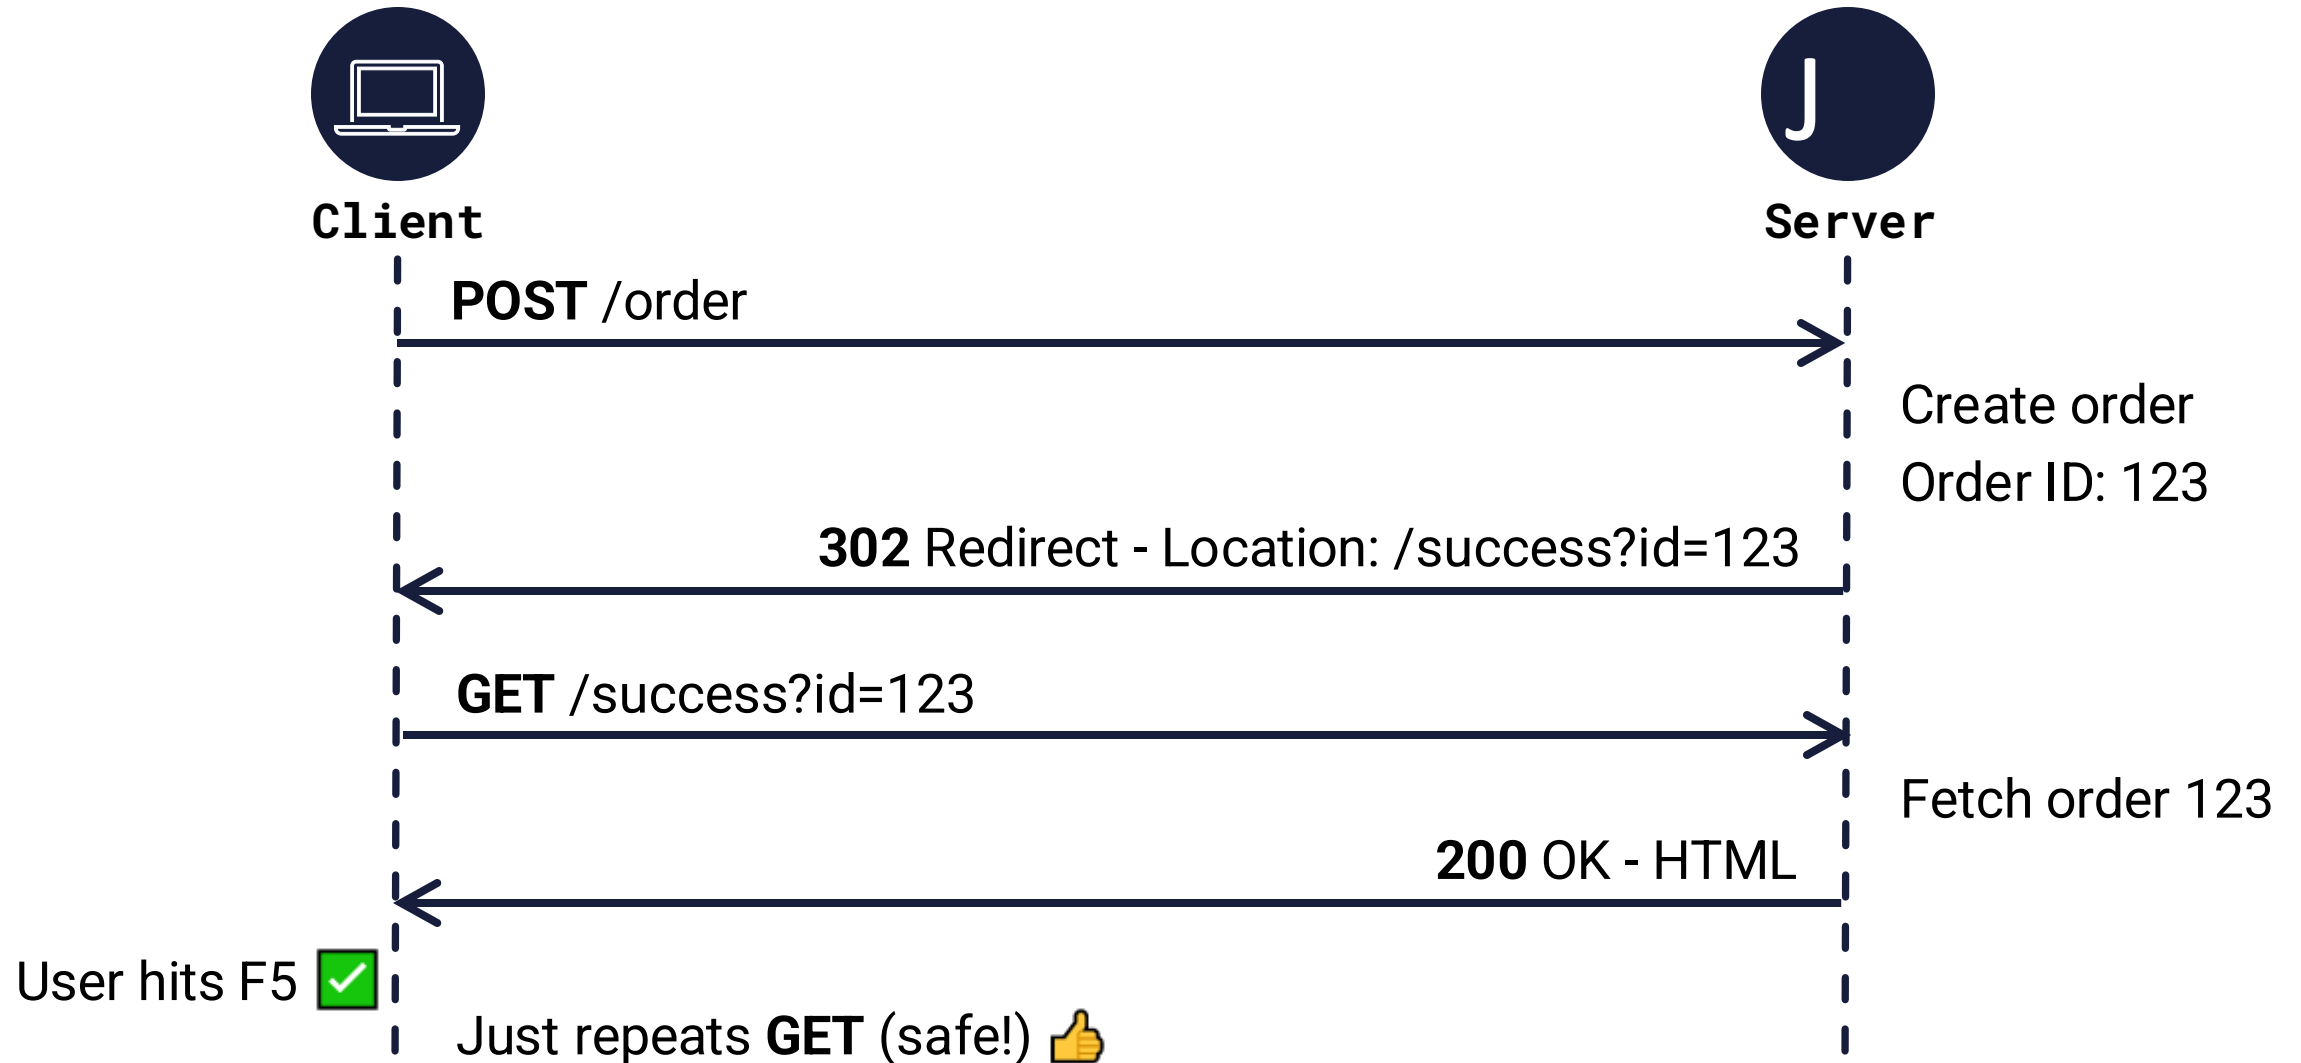 J
Client
Server
POST /order
Create order
Order ID: 123
302 Redirect - Location: /success?id=123
GET /success?id=123
Fetch order 123
200 OK - HTML
User hits F5 ✅
Just repeats GET (safe!) 👍